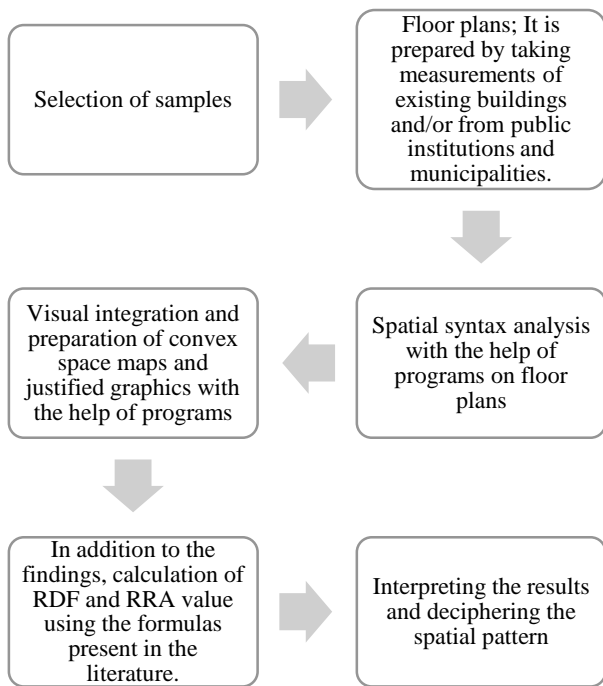 Selection of samples
Floor plans; It is
prepared by taking
measurements of
existing buildings
and/or from public
institutions and
municipalities.
Spatial syntax analysis
with the help of
programs on floor
plans
Visual integration and
preparation of convex
space maps and
justified graphics with
the help of programs
In addition to the
findings, calculation of
RDF and RRA value
using the formulas
present in the
literature.
Interpreting the results
and deciphering the
spatial pattern